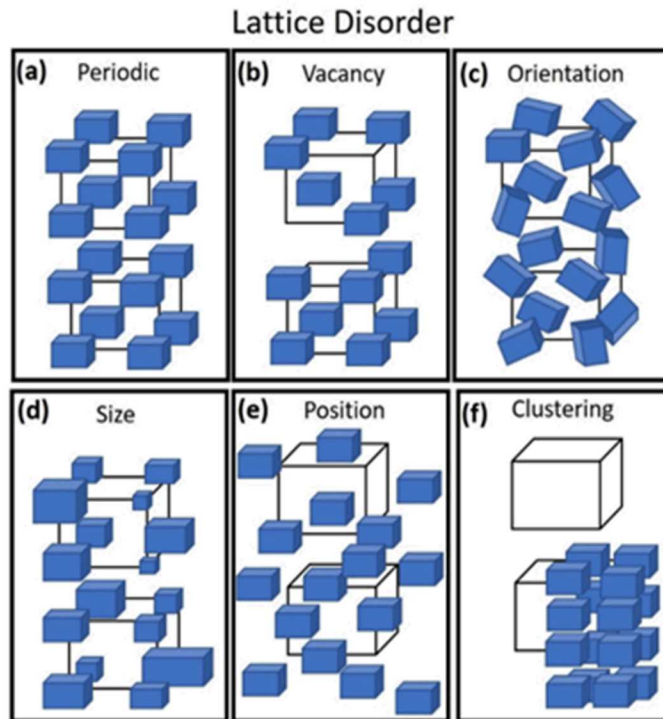 Lattice Disorder
(a) Periodic
(b) Vacancy
(c) Orientation
(d) Size
(e) Position
(f) Clustering